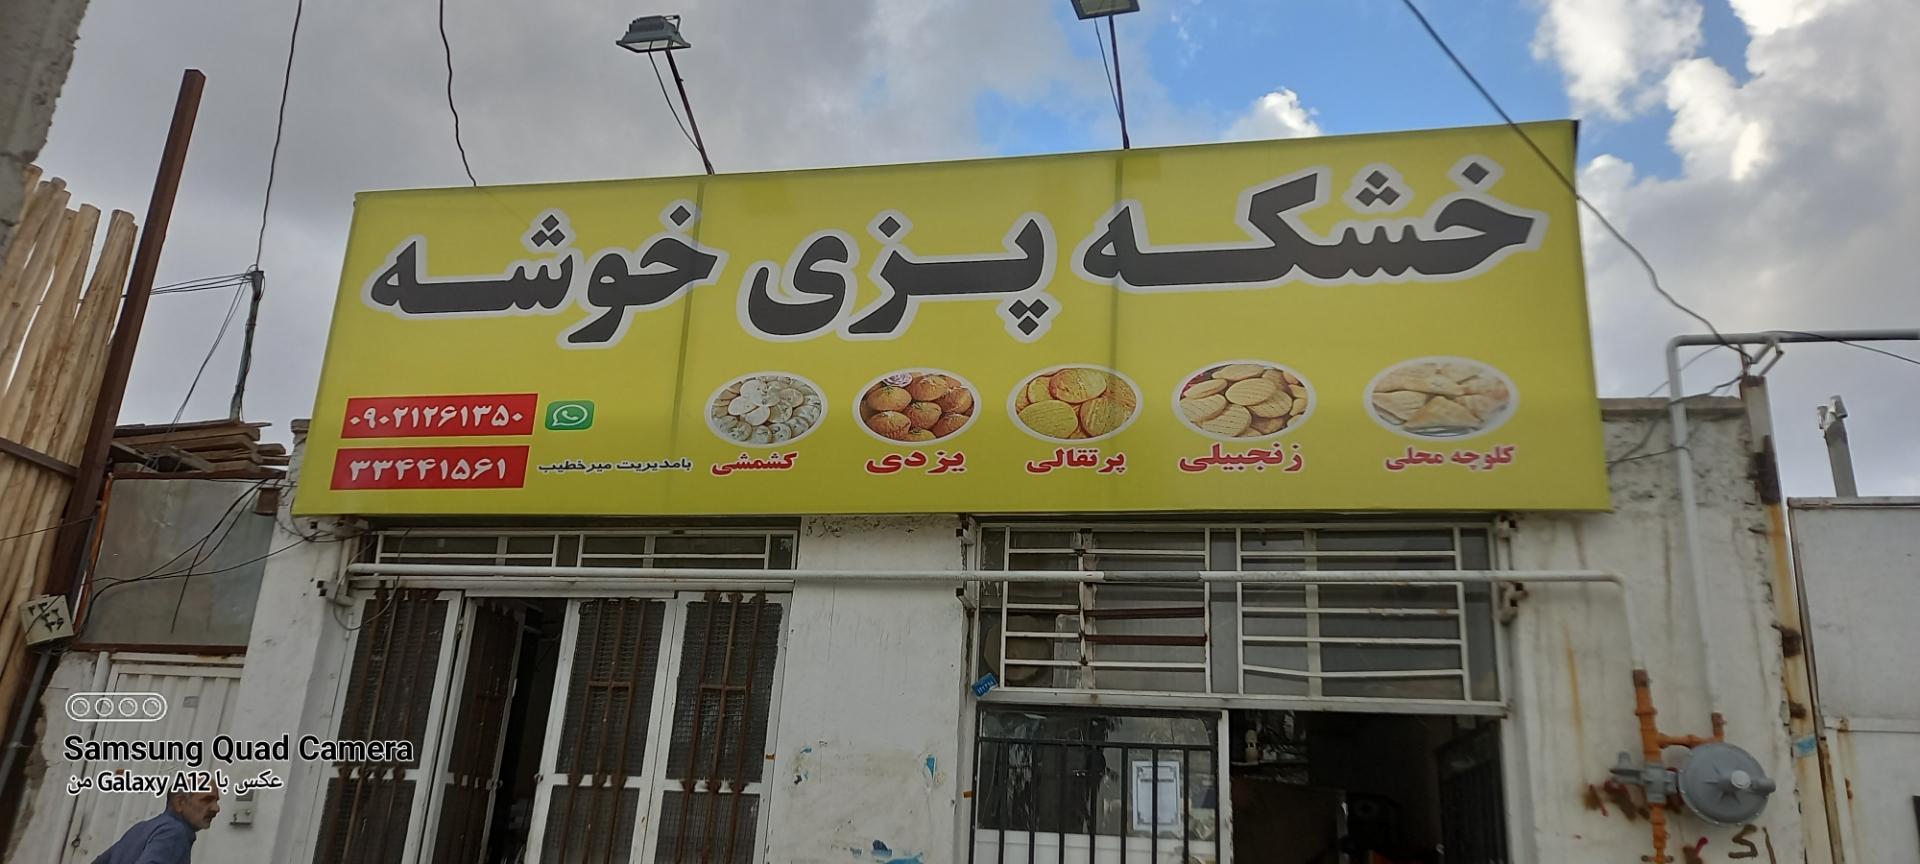 خشکه پزی خوشه
کلوچه محلی
زنجبیلی
پرتقالی
یزدی
کشمشی
۰۹۰۲۱۲۶۱۳۵۰
بامدیریت میرخطیب
۳۳۴۴۱۵۶۱
Samsung Quad Camera
عکس با Galaxy A12 من